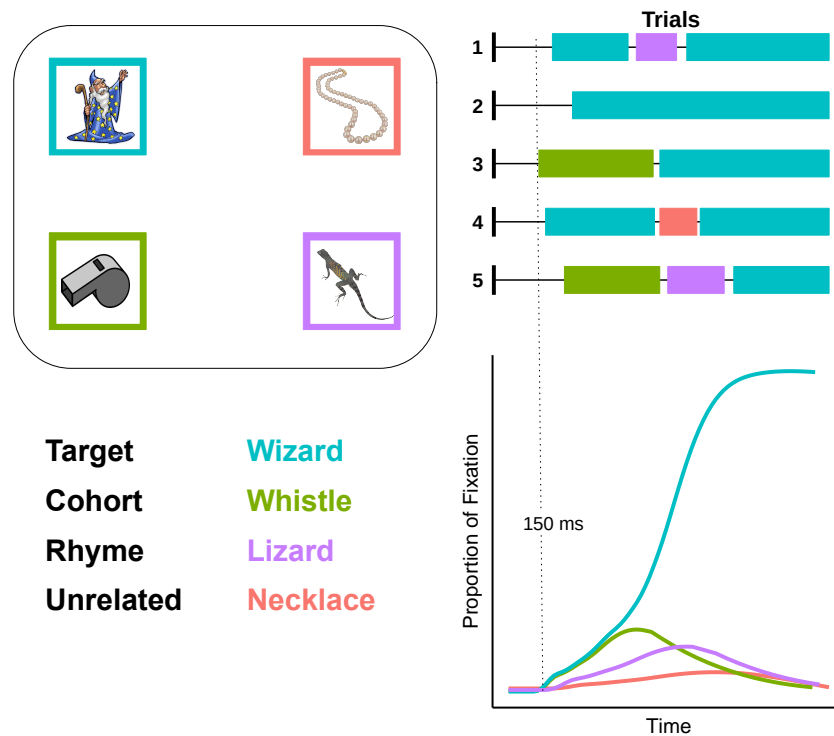 Trials
1
2
3
4
5
Target Wizard
Cohort Whistle
Rhyme Lizard
Unrelated Necklace
Proportion of Fixation
150 ms
Time